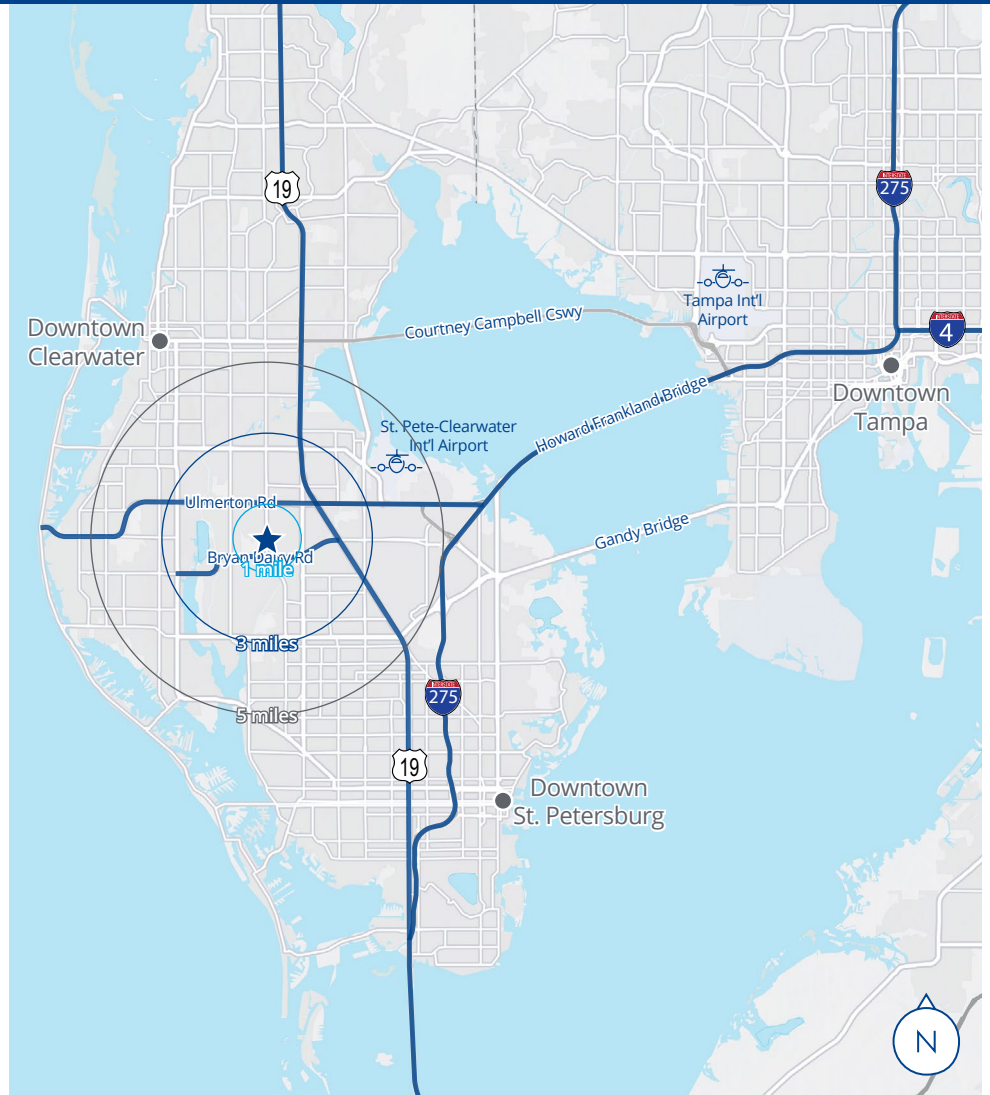 19
275
Tampa Int'l
Airport
4
Courtney Campbell Cswy
Downtown
Clearwater
Downtown
Tampa
Howard Frankland Bridge
St. Pete-Clearwater
Int'l Airport
Ulmerton Rd
Gandy Bridge
Bryan Dairy Rd
1 mile
3 miles
275
5 miles
19
Downtown
St. Petersburg
N